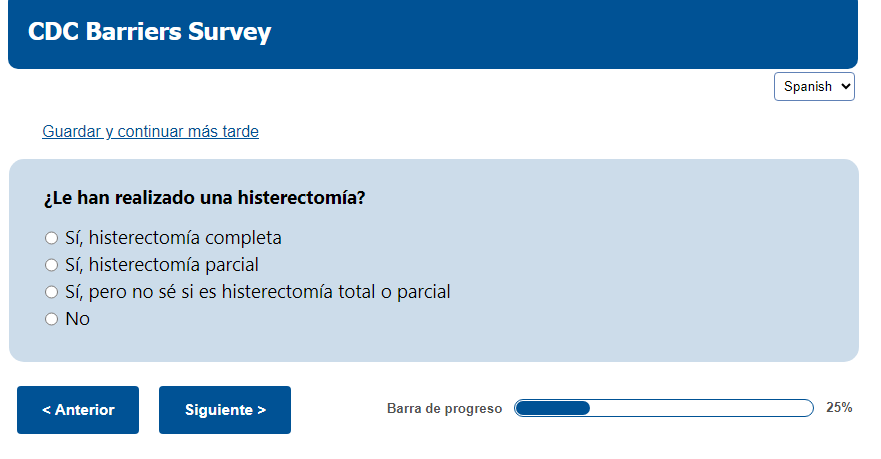 CDC Barriers Survey
Spanish
Guardar y continuar más tarde
¿Le han realizado una histerectomía?
Sí, histerectomía completa
Sí, histerectomía parcial
Sí, pero no sé si es histerectomía total o parcial
No
< Anterior
Siguiente >
Barra de progreso
25%